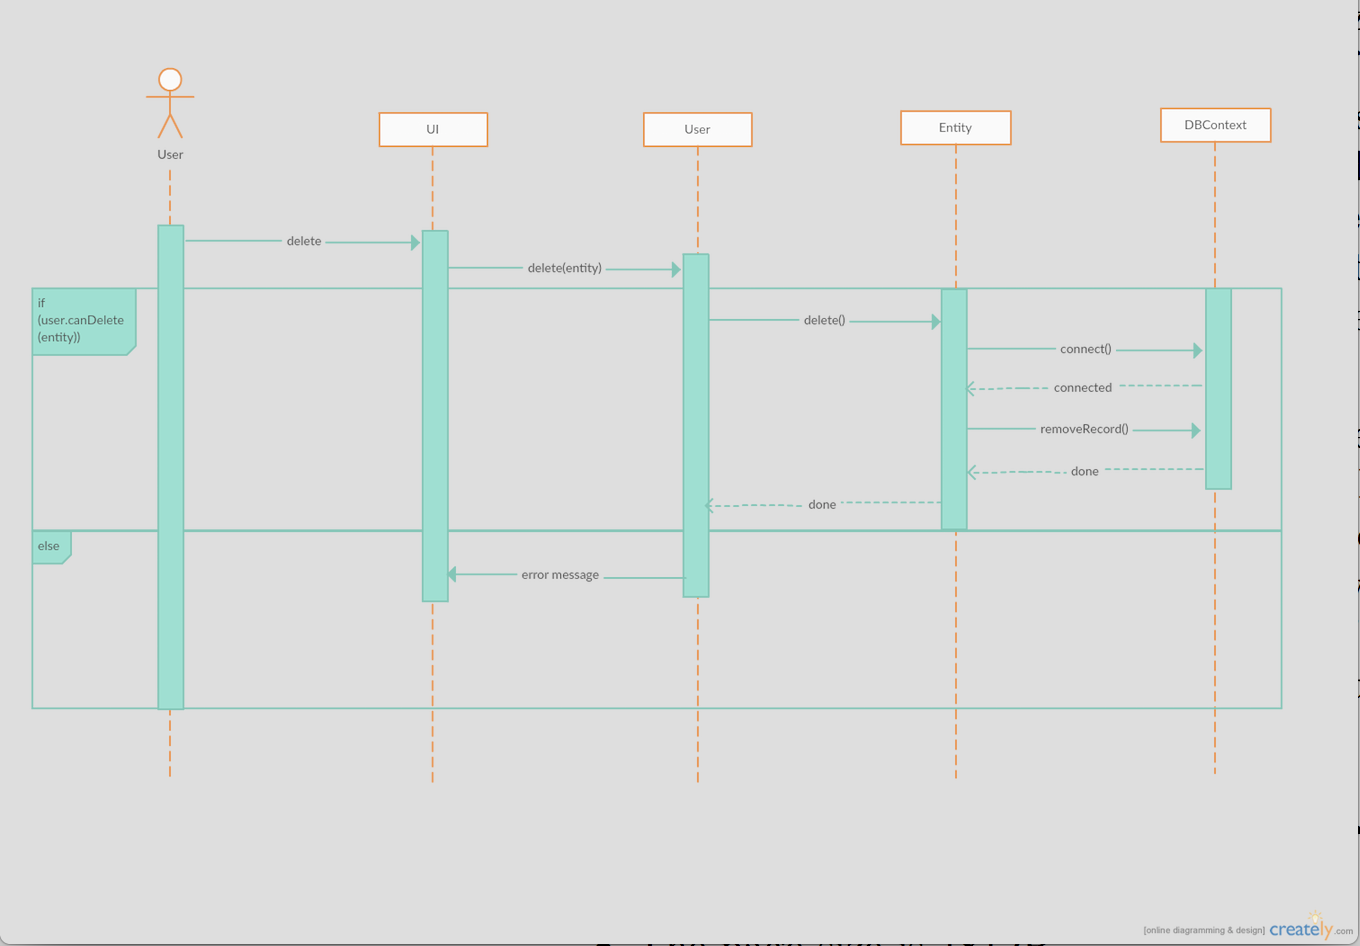 User
UI
User
Entity
DBContext
delete
delete(entity)
if
(user.canDelete
(entity))
delete()
connect()
connected
removeRecord()
done
done
else
error message
[online diagramming & design] creately.com